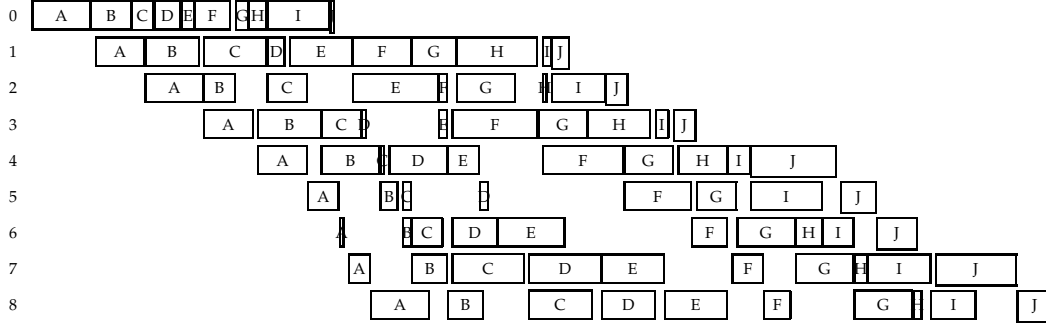 0 A B C D E F G H I J
1 A B C D E F G H I J
2 A B C E F G H I J
3 A B C D E F G H I J
4 A B C D E F G H I J
5 A B C D F G I J
6 A B C D E F G H I J
7 A B C D E F G H I J
8 A B C D E F G H I J